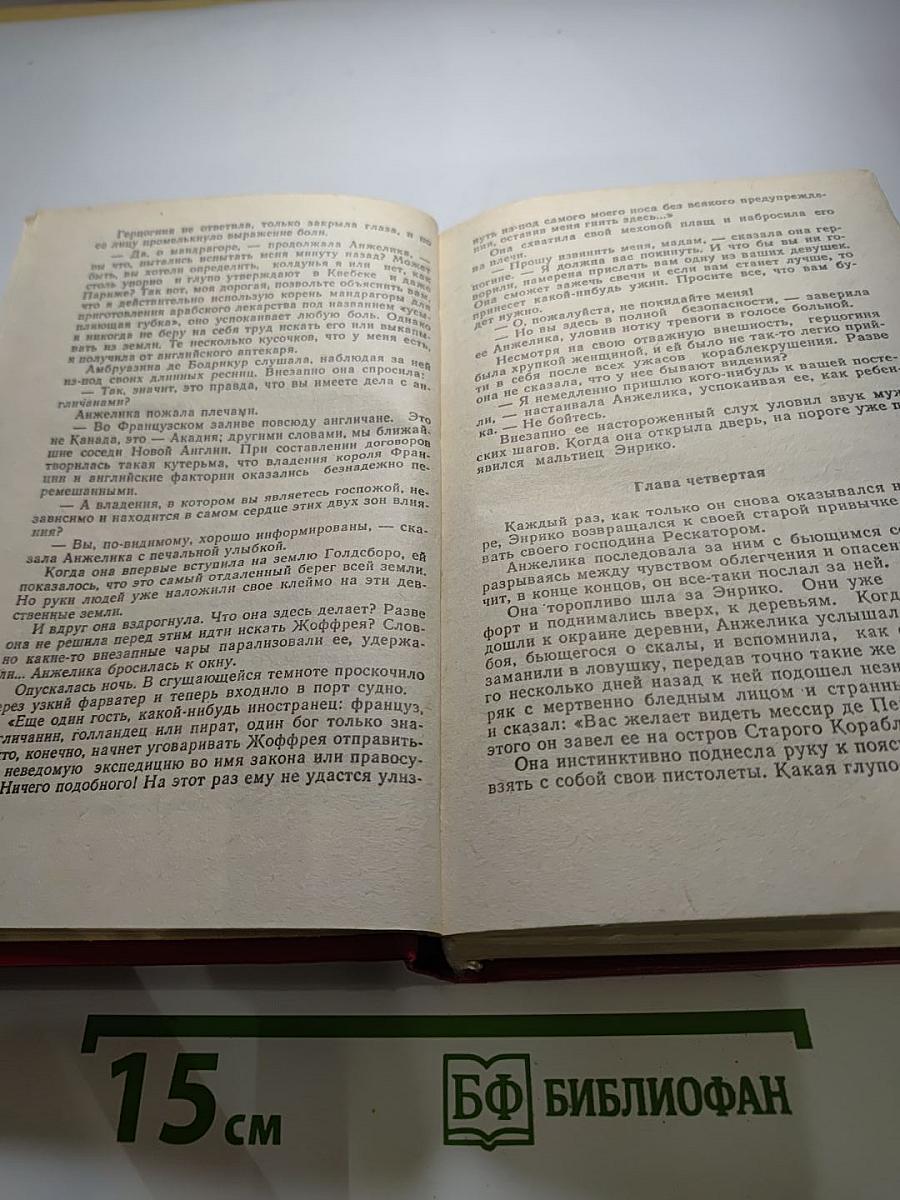 Герцогиня не ответила, только закрыла глаза, и по
ее лицу промелькнуло выражение боли.
— Да, о мандрагоре, — продолжала Анжелика, —
вы что, пытались испытать меня минуту назад? Может
быть, вы хотели определить, колдунья я или нет, как
столь упорно и глупо утверждают в Квебеке и даже
Париже? Так вот, моя дорогая, позвольте объяснить вам,
что я действительно использую корень мандрагоры для
приготовления арабского лекарства под названием «усып-
ляющая губка», оно успокаивает любую боль. Однако
я никогда не беру на себя труд искать его или выкапы-
вать из земли. Те несколько кусочков, что у меня есть,
я получила от английского аптекаря.
Амбруазина де Бодрикур слушала, наблюдая за ней
из-под своих длинных ресниц. Внезапно она спросила:
— Так, значит, это правда, что вы имеете дела с ан-
гличанами?
Анжелика пожала плечами.
— Во Французском заливе повсюду англичане. Это
не Канада, это — Акадия; другими словами, мы ближай-
шие соседи Новой Англии. При составлении договоров
творилась такая кутерьма, что владения короля Фран-
ции и английские фактории оказались безнадежно пе-
ремешанными.
— А владения, в котором вы являетесь госпожой, не-
зависимо и находится в самом сердце этих двух зон влия-
ния?
— Вы, по-видимому, хорошо информированы, — ска-
зала Анжелика с печальной улыбкой.
Когда она впервые вступила на землю Голдсборо, ей
показалось, что это самый отдаленный берег всей земли.
Но руки людей уже наложили свое клеймо на эти дев-
ственные земли.
И вдруг она вздрогнула. Что она здесь делает? Разве
она не решила перед этим идти искать Жоффрея? Слов-
но какие-то внезапные чары парализовали ее, удержа-
ли... Анжелика бросилась к окну.
Опускалась ночь. В сгущающейся темноте проскочило
через узкий фарватер и теперь входило в порт судно.
«Еще один гость, какой-нибудь иностранец: француз,
гличанин, голландец или пират, один бог только зна-
то, конечно, начнет уговаривать Жоффрея отправить-
неведомую экспедицию во имя закона или правосу-
Ничего подобного! На этот раз ему не удастся улиз-
нуть из-под самого моего носа без всякого предупрежде-
ния, оставив меня гнить здесь...»
Она схватила свой меховой плащ и набросила его
на плечи.
— Прошу извинить меня, мадам, — сказала она гер-
цогине. — Я должна вас покинуть. И что бы вы ни го-
ворили, намерена прислать вам одну из ваших девушек.
Она сможет зажечь свечи и если вам станет лучше, то
принесет какой-нибудь ужин. Просите все, что вам бу-
дет нужно.
— О, пожалуйста, не покидайте меня!
— Но вы здесь в полной безопасности, — заверила
ее Анжелика, уловив нотку тревоги в голосе больной.
Несмотря на свою отважную внешность, герцогиня
была хрупкой женщиной, и ей было не так-то легко прий-
ти в себя после всех ужасов кораблекрушения. Разве
она не сказала, что у нее бывают видения?
— Я немедленно пришлю кого-нибудь к вашей посте-
ли, — настаивала Анжелика, успокаивая ее, как ребен-
ка. — Не бойтесь.
Внезапно ее настороженный слух уловил звук муж
ских шагов. Когда она открыла дверь, на пороге уже п
явился мальтиец Энрико.
Глава четвертая
Каждый раз, как только он снова оказывался н
ре, Энрико возвращался к своей старой привычке
вать своего господина Рескатором.
Анжелика последовала за ним с бьющимся се
разрываясь между чувством облегчения и опасен
чит, в конце концов, он все-таки послал за ней.
Она торопливо шла за Энрико. Они уже
форт и поднимались вверх, к деревьям. Когд
дошли к окраине деревни, Анжелика услышал
боя, бьющегося о скалы, и вспомнила, как е
заманили в ловушку, передав точно такие же
го несколько дней назад к ней подошел незн
ряк с мертвенно бледным лицом и странны
и сказал: «Вас желает видеть мессир де Пе
этого он завел ее на остров Старого Корабл
Она инстинктивно поднесла руку к пояс
взять с собой свои пистолеты. Какая глупо
15 см
БФ БИБЛИОФАН